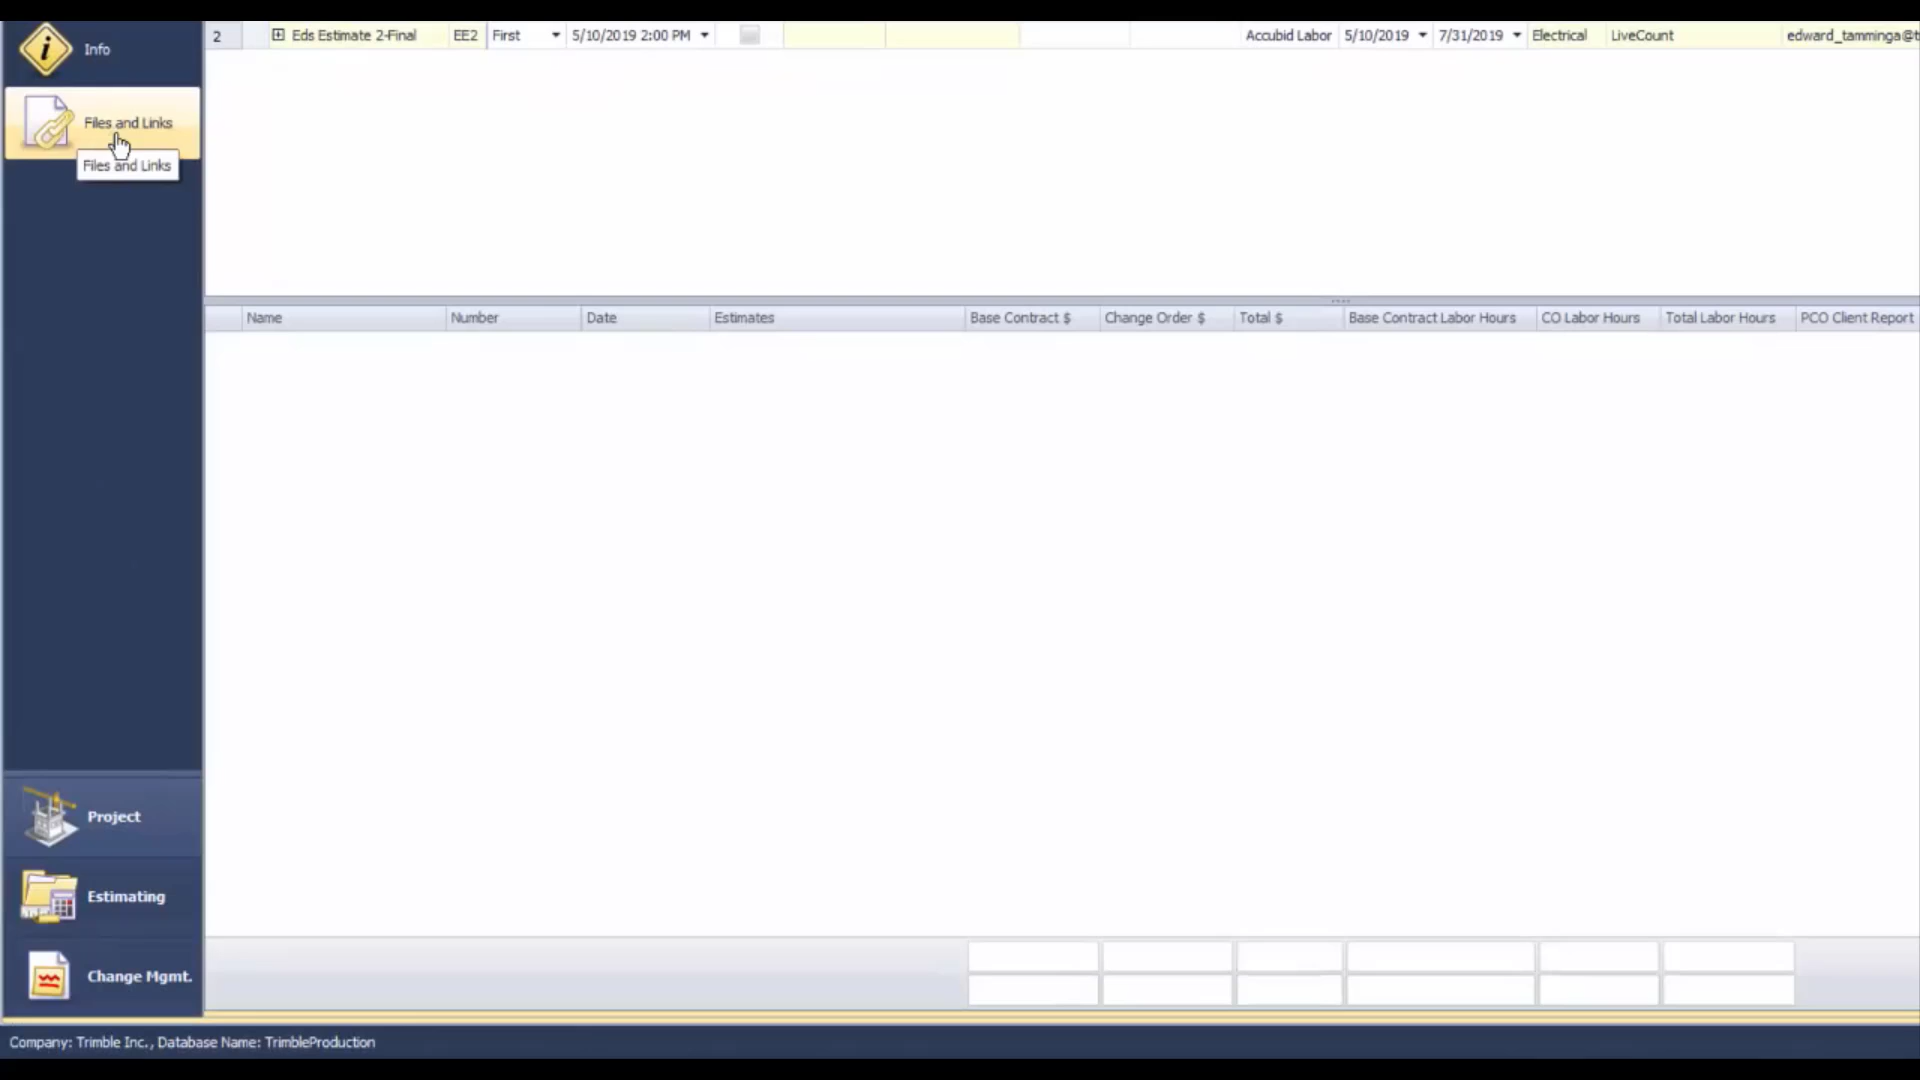 Info
2 Eds Estimate 2-Final EE2 First 5/10/2019 2:00 PM Accubid Labor 5/10/2019 7/31/2019 Electrical LiveCount edward_tamminga@t
Files and Links
Files and Links
Name Number Date Estimates Base Contract $ Change Order $ Total $ Base Contract Labor Hours CO Labor Hours Total Labor Hours PCO Client Report
Project
Estimating
Change Mgmt.
Company: Trimble Inc., Database Name: TrimbleProduction